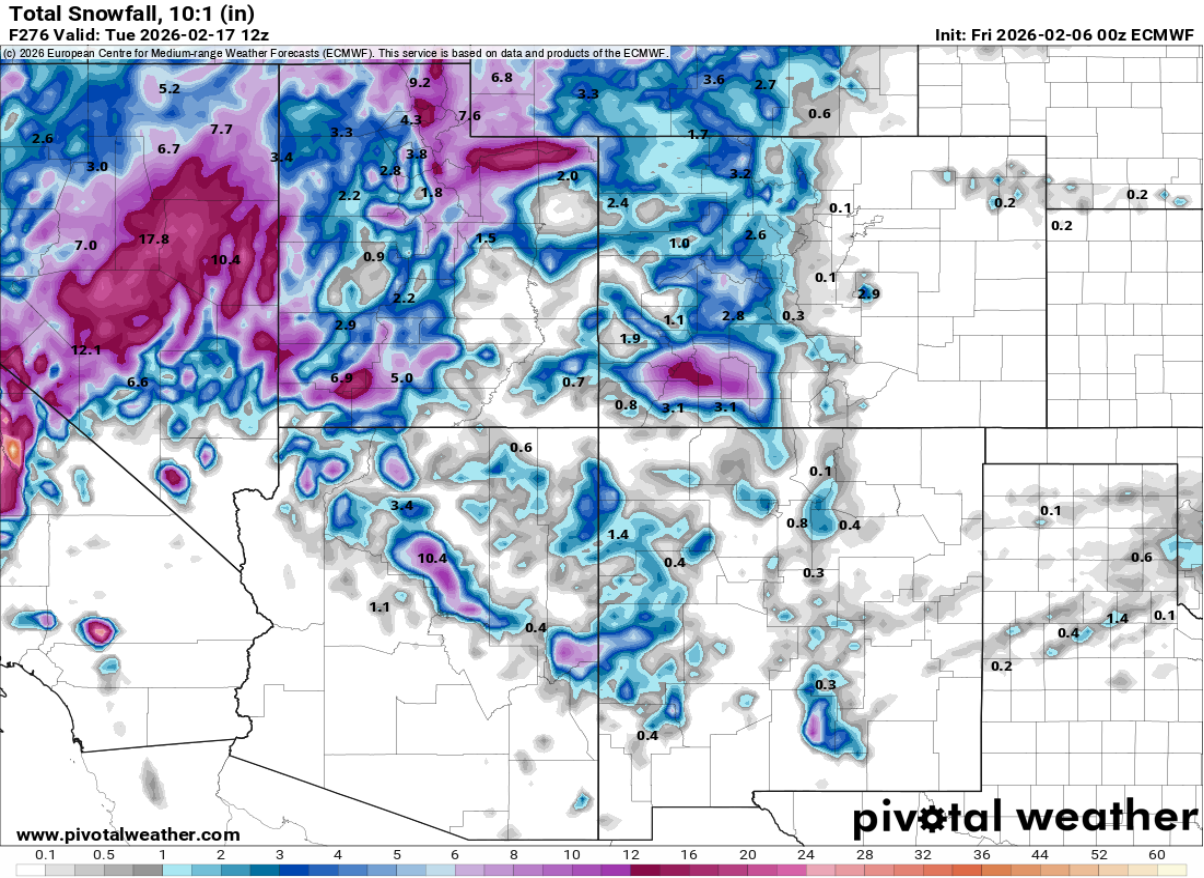 Total Snowfall, 10:1 (in)
F276 Valid: Tue 2026-02-17 12z
Init: Fri 2026-02-06 00z ECMWF
(c) 2026 European Centre for Medium-range Weather Forecasts (ECMWF). This service is based on data and products of the ECMWF.
9.2 6.8 3.6 2.7
5.2 3.3
4.3 7.6 0.6
2.6 7.7 3.3 1.7
3.0 6.7 3.4 3.8
2.8 2.0 3.2
2.2 1.8 2.4 0.1 0.2 0.2
0.2
7.0 17.8 1.5 1.0 2.6
10.4 0.9
2.2 0.1 2.9
2.9 1.1 2.8 0.3
12.1 1.9
6.6 6.9 5.0 0.7
0.8 3.1 3.1
0.6
0.1
3.4 0.1
1.4 0.8 0.4
10.4 0.4 0.3 0.6
1.1 1.4 0.1
0.4 0.4
0.2
0.3
0.4
pivotal weather
www.pivotalweather.com
0.1 0.5 1 2 3 4 5 6 8 10 12 16 20 24 28 32 36 44 52 60